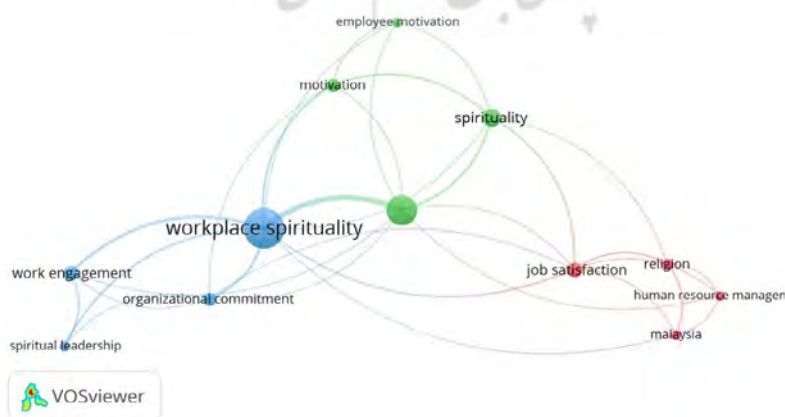 employee motivation
motivation
spirituality
workplace spirituality
job satisfaction
religion
work engagement
human resource managem
organizational commitment
malaysia
spiritual leadership
VOSviewer